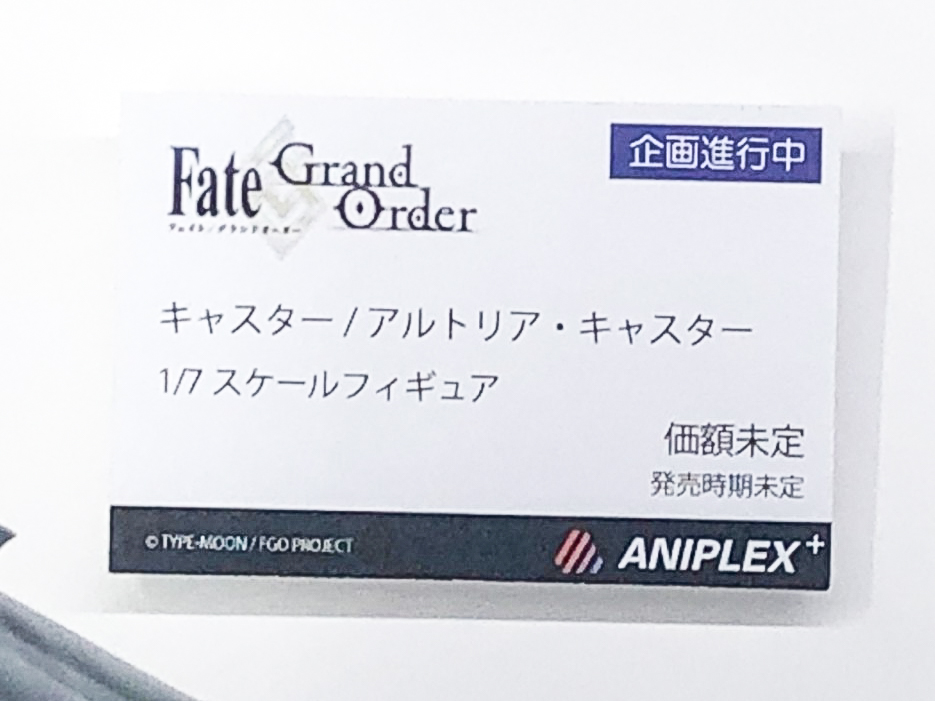 Fate Grand Order
フェイト/グランドオーダー
企画進行中
キャスター / アルトリア・キャスター
1/7 スケールフィギュア
価額未定
発売時期未定
© TYPE-MOON / FGO PROJECT
ANIPLEX+